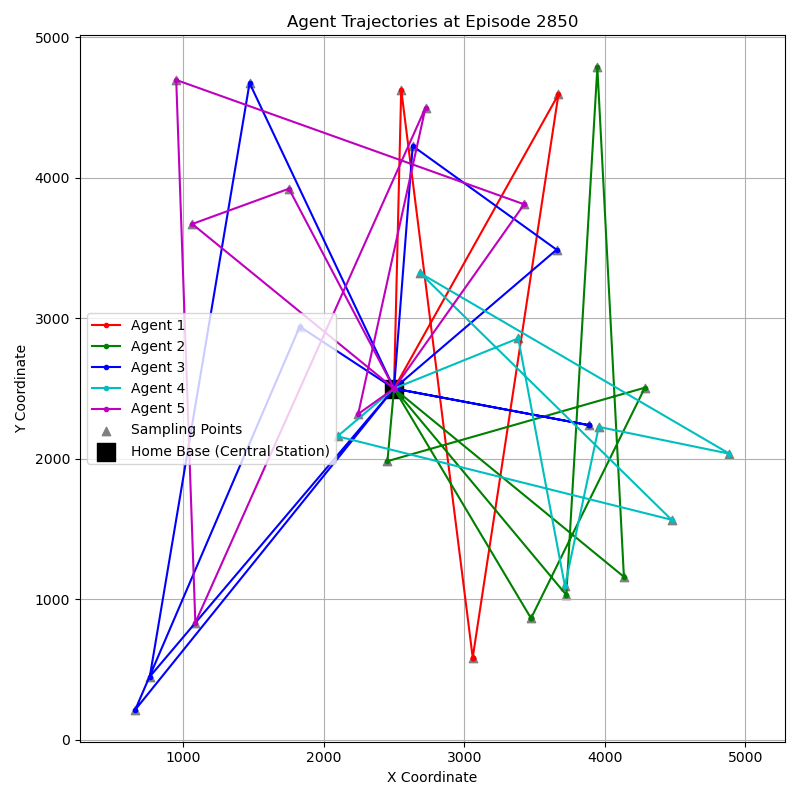 Agent Trajectories at Episode 2850
5000
4000
3000
2000
1000
0
Y Coordinate
Agent 1
Agent 2
Agent 3
Agent 4
Agent 5
Sampling Points
Home Base (Central Station)
1000
2000
3000
4000
5000
X Coordinate